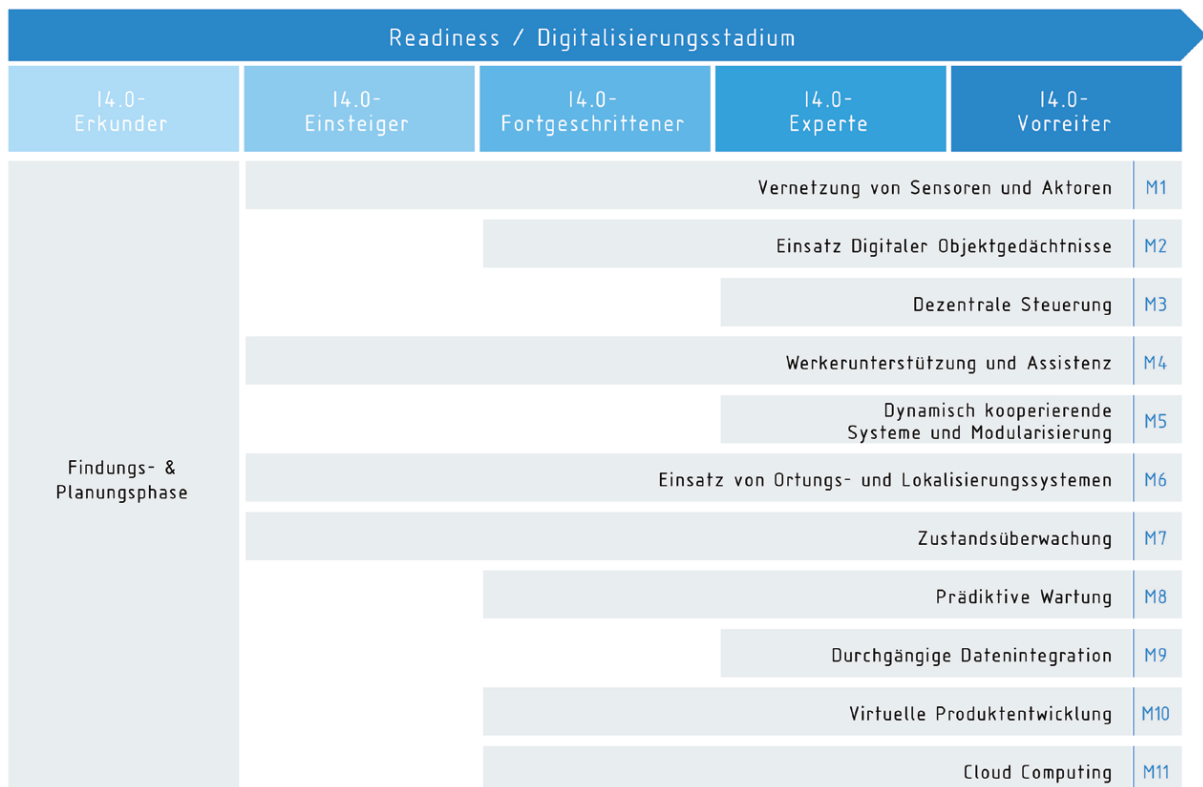 Readiness / Digitalisierungsstadium
I4.0-
Erkunder
I4.0-
Einsteiger
I4.0-
Fortgeschrittener
I4.0-
Experte
I4.0-
Vorreiter
Findungs- &
Planungsphase
Vernetzung von Sensoren und Aktoren M1
Einsatz Digitaler Objektgedächtnisse M2
Dezentrale Steuerung M3
Werkerunterstützung und Assistenz M4
Dynamisch kooperierende
Systeme und Modularisierung M5
Einsatz von Ortungs- und Lokalisierungssystemen M6
Zustandsüberwachung M7
Prädiktive Wartung M8
Durchgängige Datenintegration M9
Virtuelle Produktentwicklung M10
Cloud Computing M11